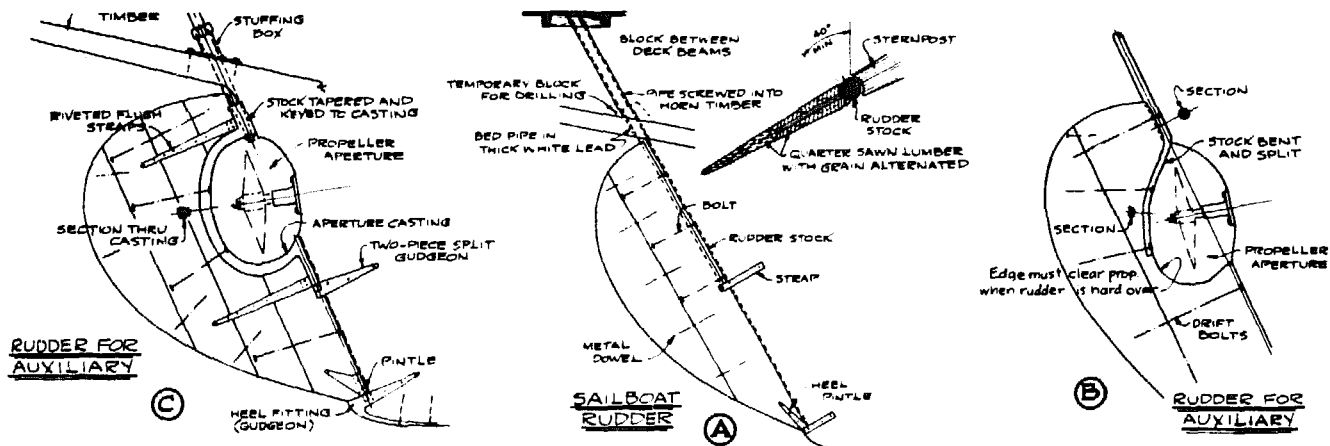 TIMBER
STUFFING
BOX
STOCK TAPERED AND
KEYED TO CASTING
RIVETED FLUSH
STRAPS
PROPELLER
APERTURE
SECTION THRU
CASTING
APERTURE CASTING
TWO-PIECE SPLIT
GUDGEON
RUDDER FOR
AUXILIARY
C
PINTLE
HEEL FITTING
(GUDGEON)
BLOCK BETWEEN
DECK BEAMS
TEMPORARY BLOCK
FOR DRILLING
PIPE SCREWED INTO
HORN TIMBER
BED PIPE IN
THICK WHITE LEAD
40°
MIN
STERNPOST
RUDDER
STOCK
QUARTER SAWN LUMBER
WITH GRAIN ALTERNATED
BOLT
RUDDER STOCK
STRAP
METAL
DOWEL
HEEL
PINTLE
SAILBOAT
RUDDER
A
SECTION
STOCK BENT
AND SPLIT
SECTION
PROPELLER
APERTURE
Edge must clear prop.
when rudder is hard over
DRIFT
BOLTS
B
RUDDER FOR
AUXILIARY